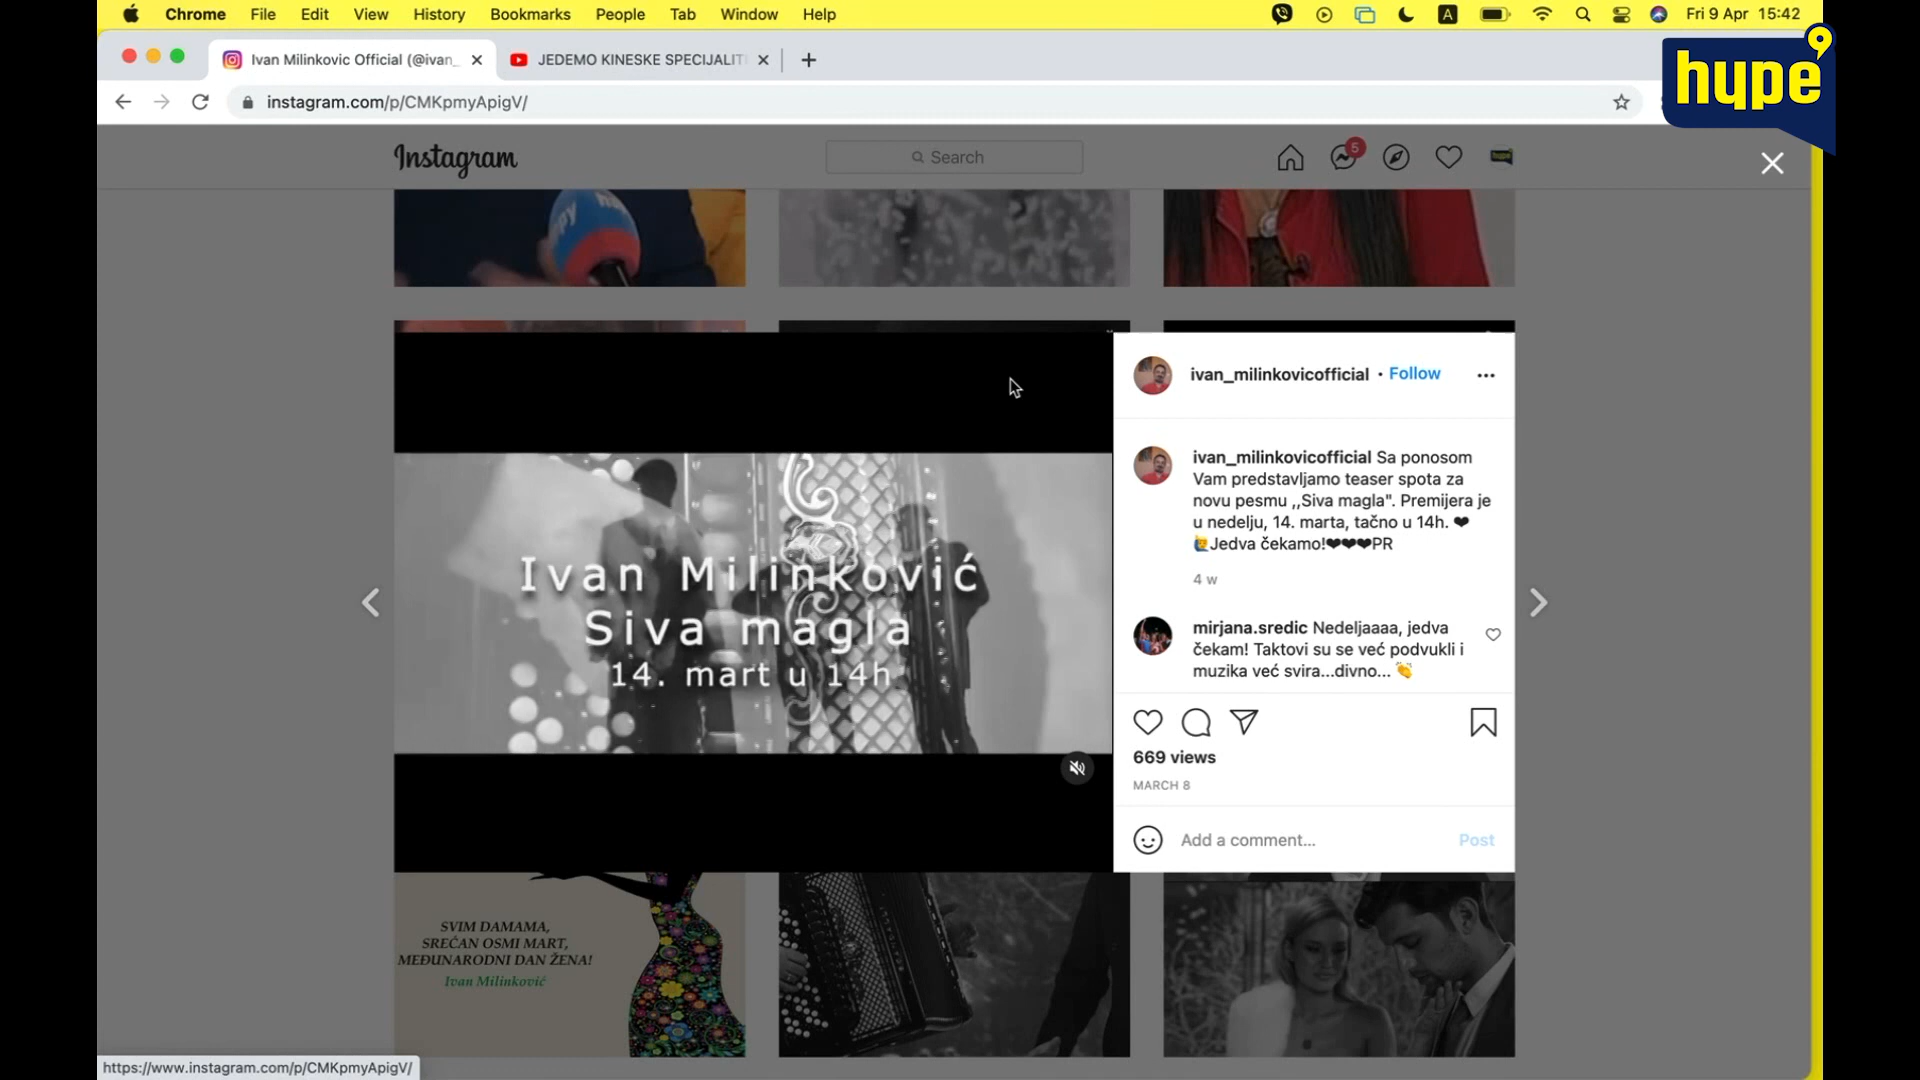 Chrome File Edit View History Bookmarks People Tab Window Help
A Fri 9 Apr 15:42
hype
Ivan Milinkovic Official (@ivan_
JEDEMO KINESKE SPECIJALIT
instagram.com/p/CMKpmyApigV/
Instagram
Search
5
ivan_milinkovicofficial • Follow
ivan_milinkovicofficial Sa ponosom
Vam predstavljamo teaser spota za
novu pesmu ,,Siva magla". Premijera je
u nedelju, 14. marta, tačno u 14h. ❤
🙋‍♂️Jedva čekamo!❤❤❤PR
4 w
mirjana.sredic Nedeljaaaa, jedva
čekam! Taktovi su se već podvukli i
muzika već svira...divno... 👏
669 views
MARCH 8
Add a comment... Post
Ivan Milinković
Siva magla
14. mart u 14h
SVIM DAMAMA,
SREĆAN OSMI MART,
MEĐUNARODNI DAN ŽENA!
Ivan Milinković
https://www.instagram.com/p/CMKpmyApigV/